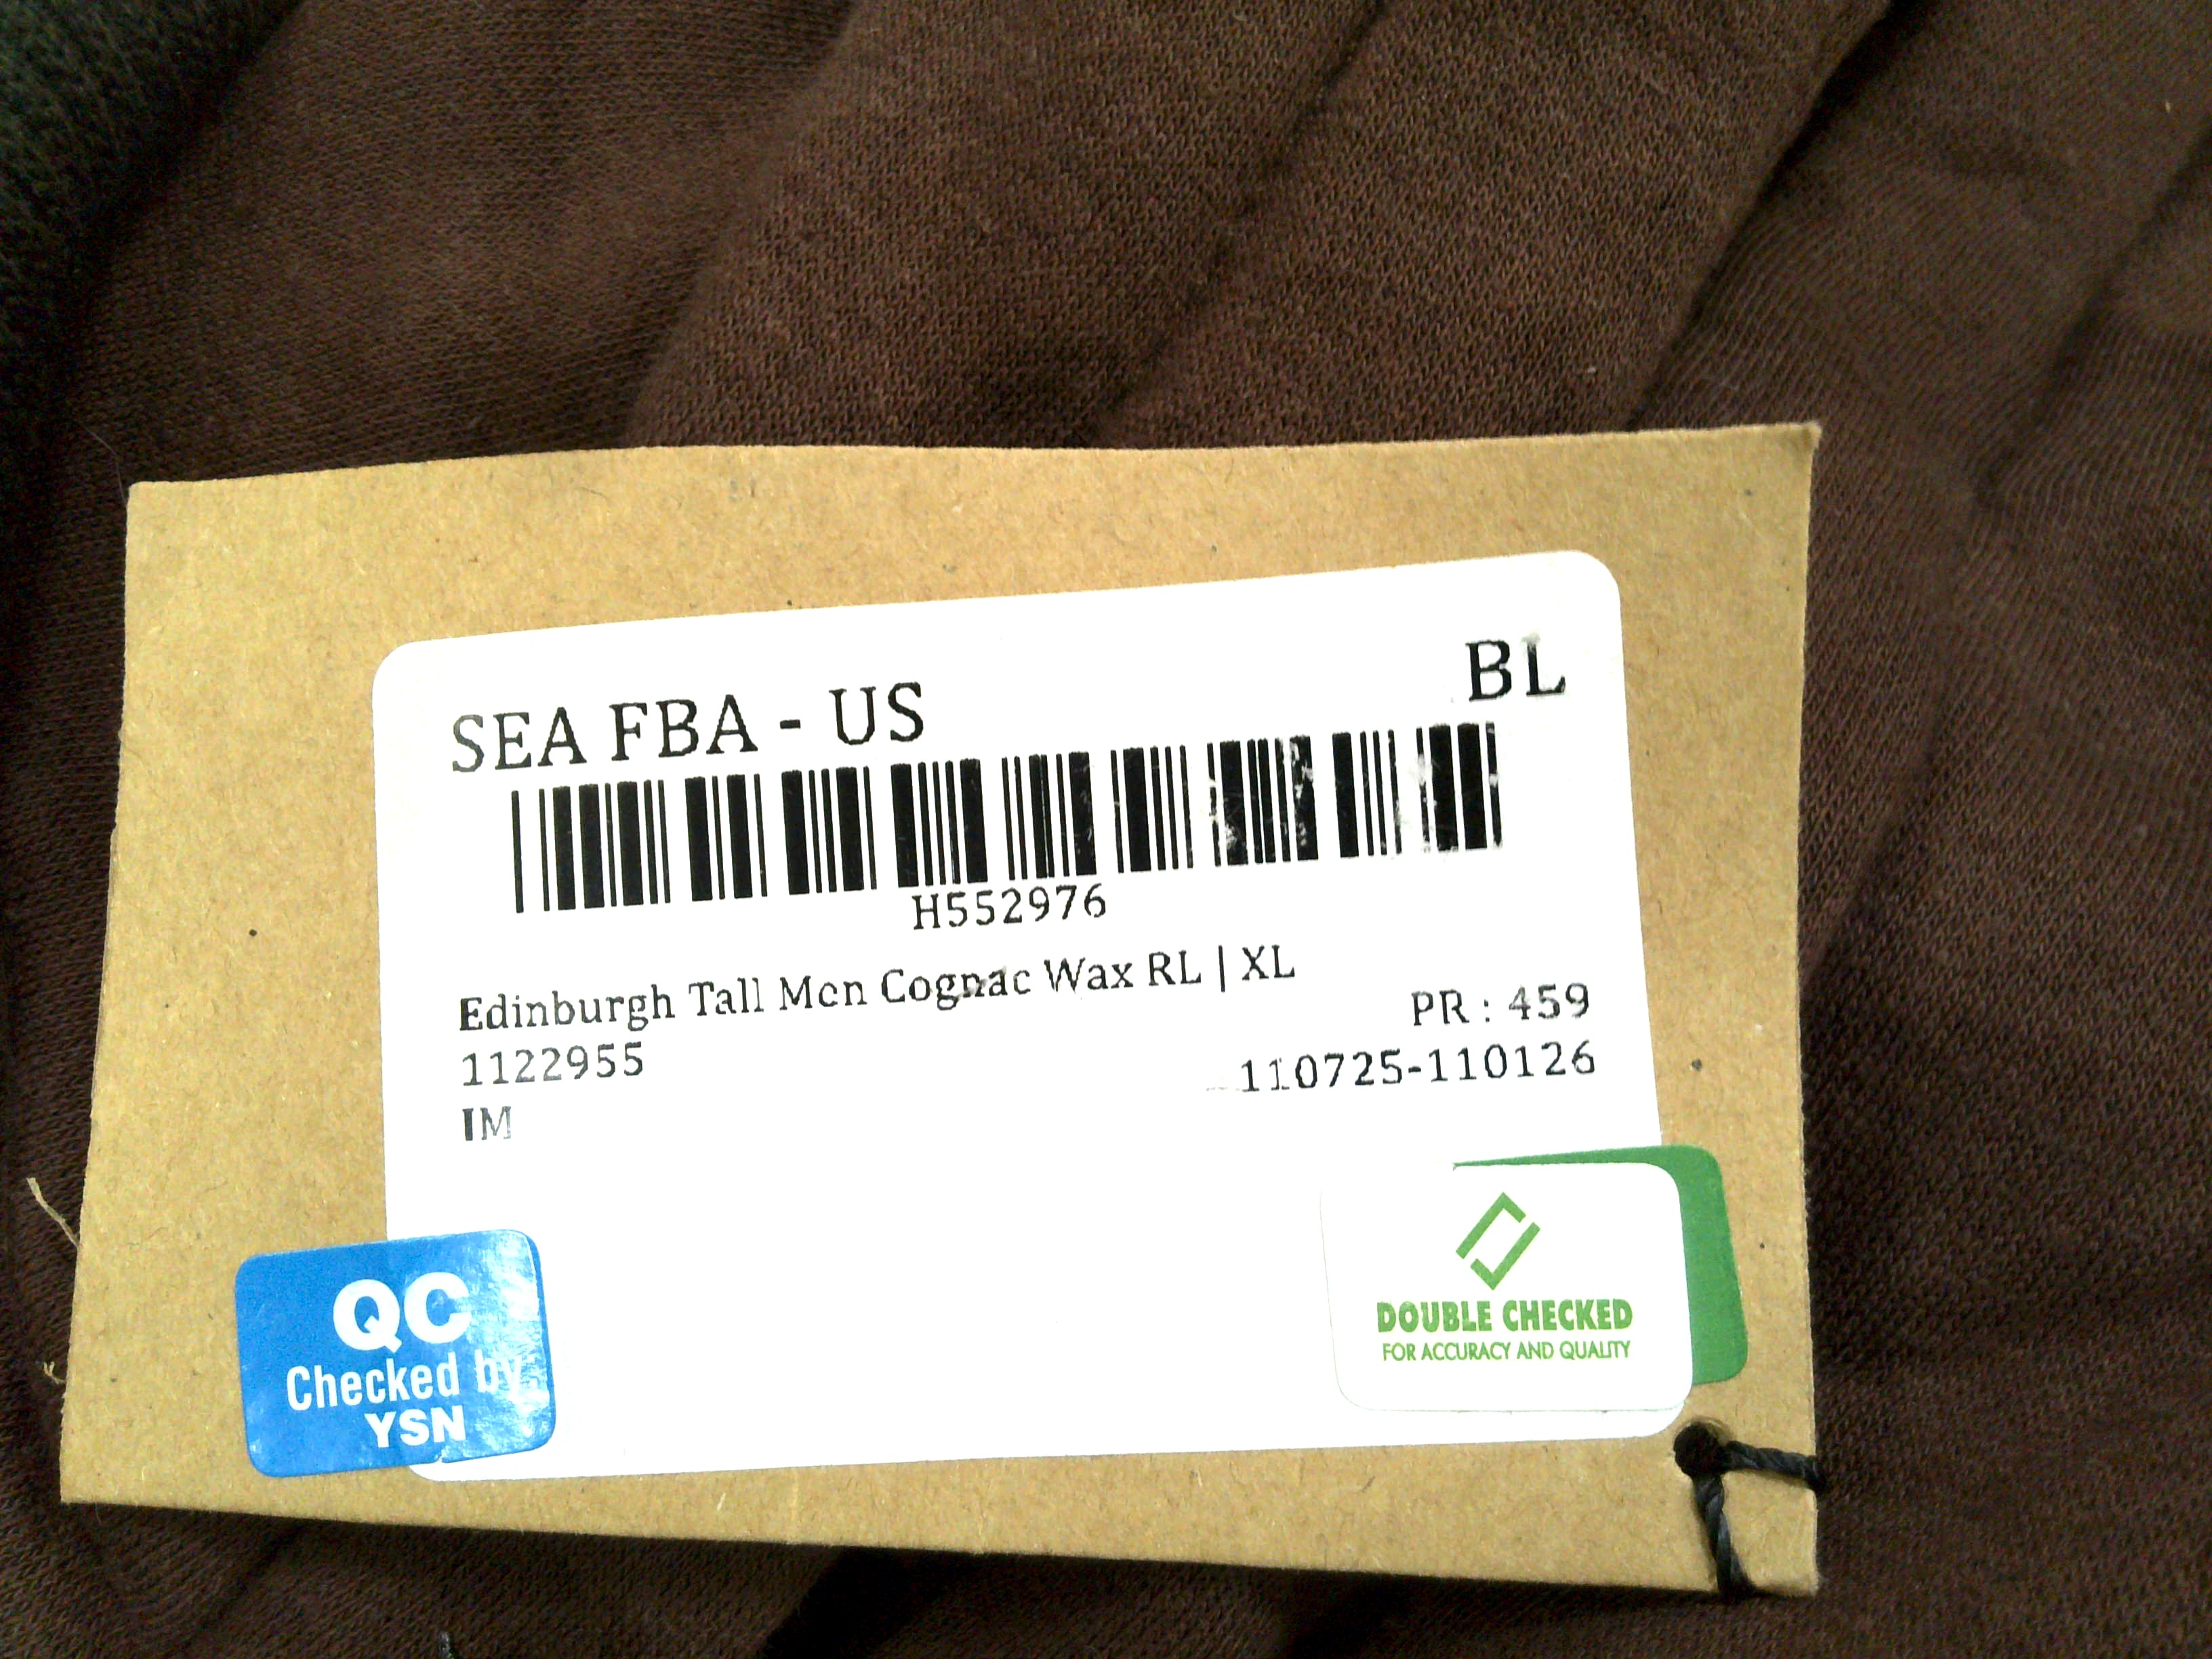 SEA FBA - US
BL
H552976
Edinburgh Tall Men Cognac Wax RL | XL
PR : 459
1122955
110725-110126
IM
QC
Checked by:
YSN
DOUBLE CHECKED
FOR ACCURACY AND QUALITY